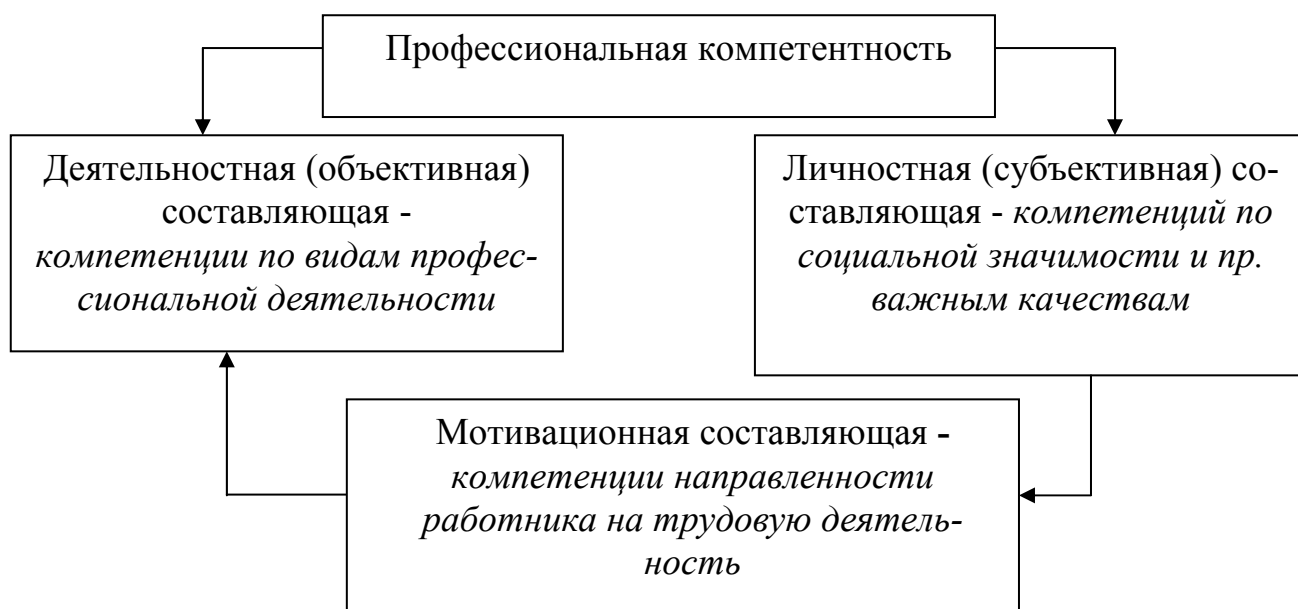 Профессиональная компетентность
Деятельностная (объективная)
составляющая -
компетенции по видам профес-
сиональной деятельности
Личностная (субъективная) со-
ставляющая - компетенций по
социальной значимости и пр.
важным качествам
Мотивационная составляющая -
компетенции направленности
работника на трудовую деятель-
ность